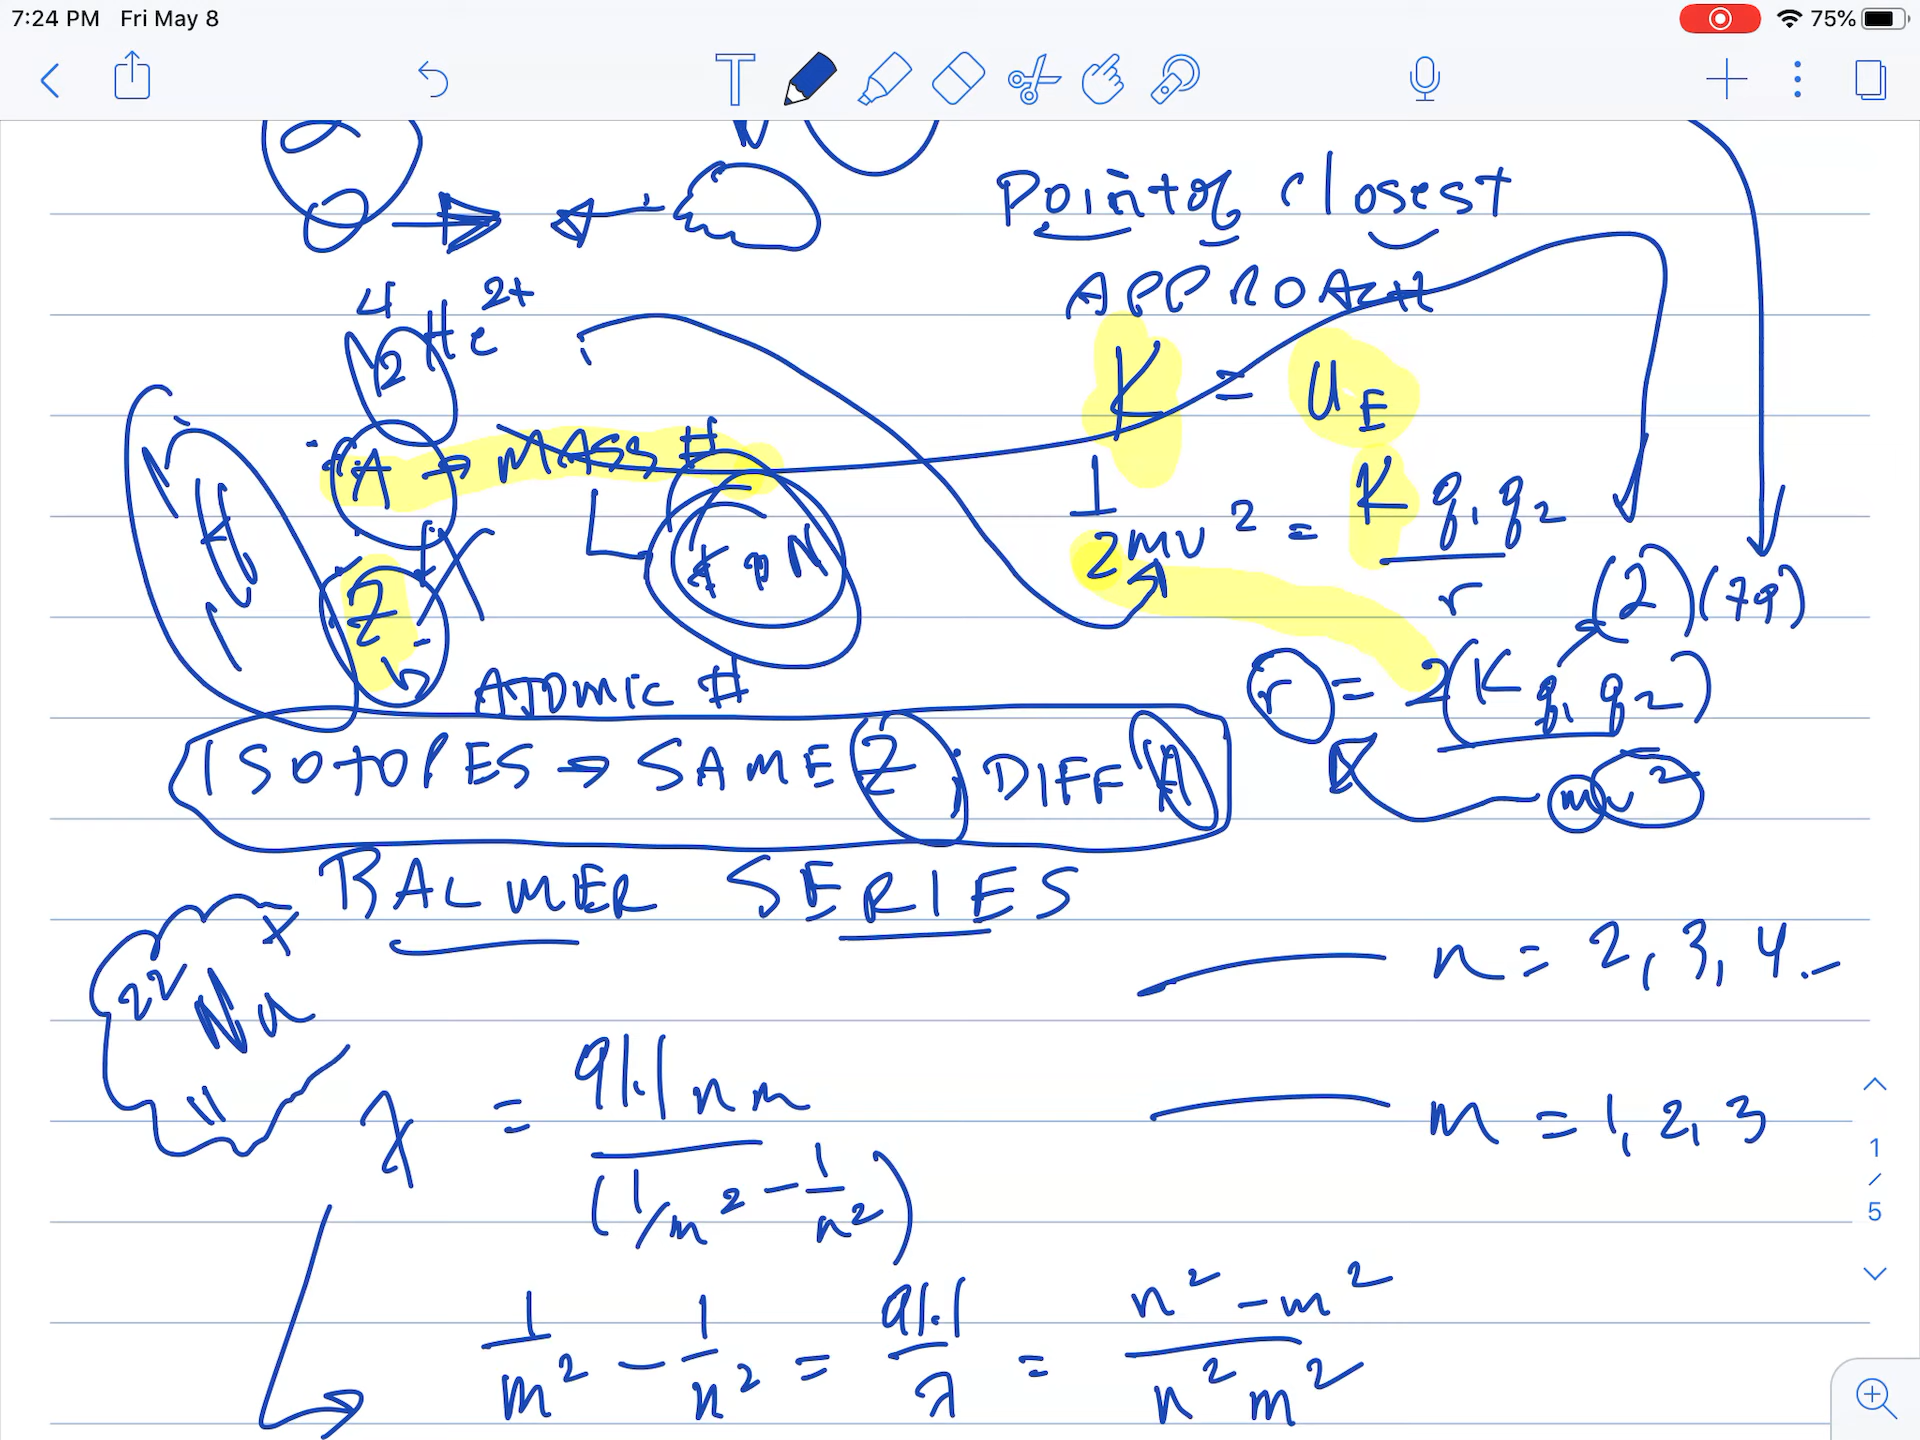 7:24 PM Fri May 8
75%
T
Point of closest
APPROACH
4 2 He 2+
K = U E
A → MASS #
1/2 mv² = K q₁q₂ / r
(2)(79)
Z
ATOMIC #
r = 2(K q₁ q₂) / mv²
ISOTOPES → SAME Z, DIFF A
BALMER SERIES
22 Na +
n = 2, 3, 4..
λ = 91.1 nm / (1/m² - 1/n²)
m = 1, 2, 3
1/m² - 1/n² = 91.1/λ = n² - m² / n² m²
1
/
5